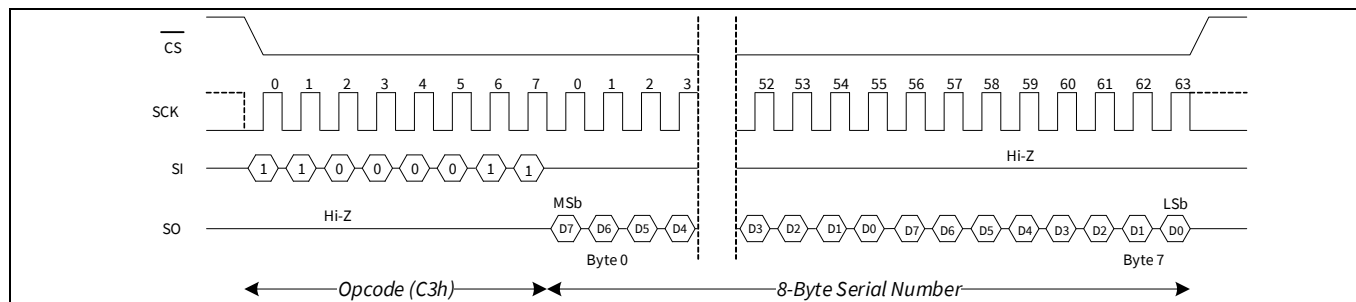 CS
0 1 2 3 4 5 6 7 0 1 2 3 52 53 54 55 56 57 58 59 60 61 62 63
SCK
Hi-Z
SI 1 1 0 0 0 0 1 1
MSb LSb
Hi-Z
SO D7 D6 D5 D4 D3 D2 D1 D0 D7 D6 D5 D4 D3 D2 D1 D0
Byte 0 Byte 7
Opcode (C3h) 8-Byte Serial Number